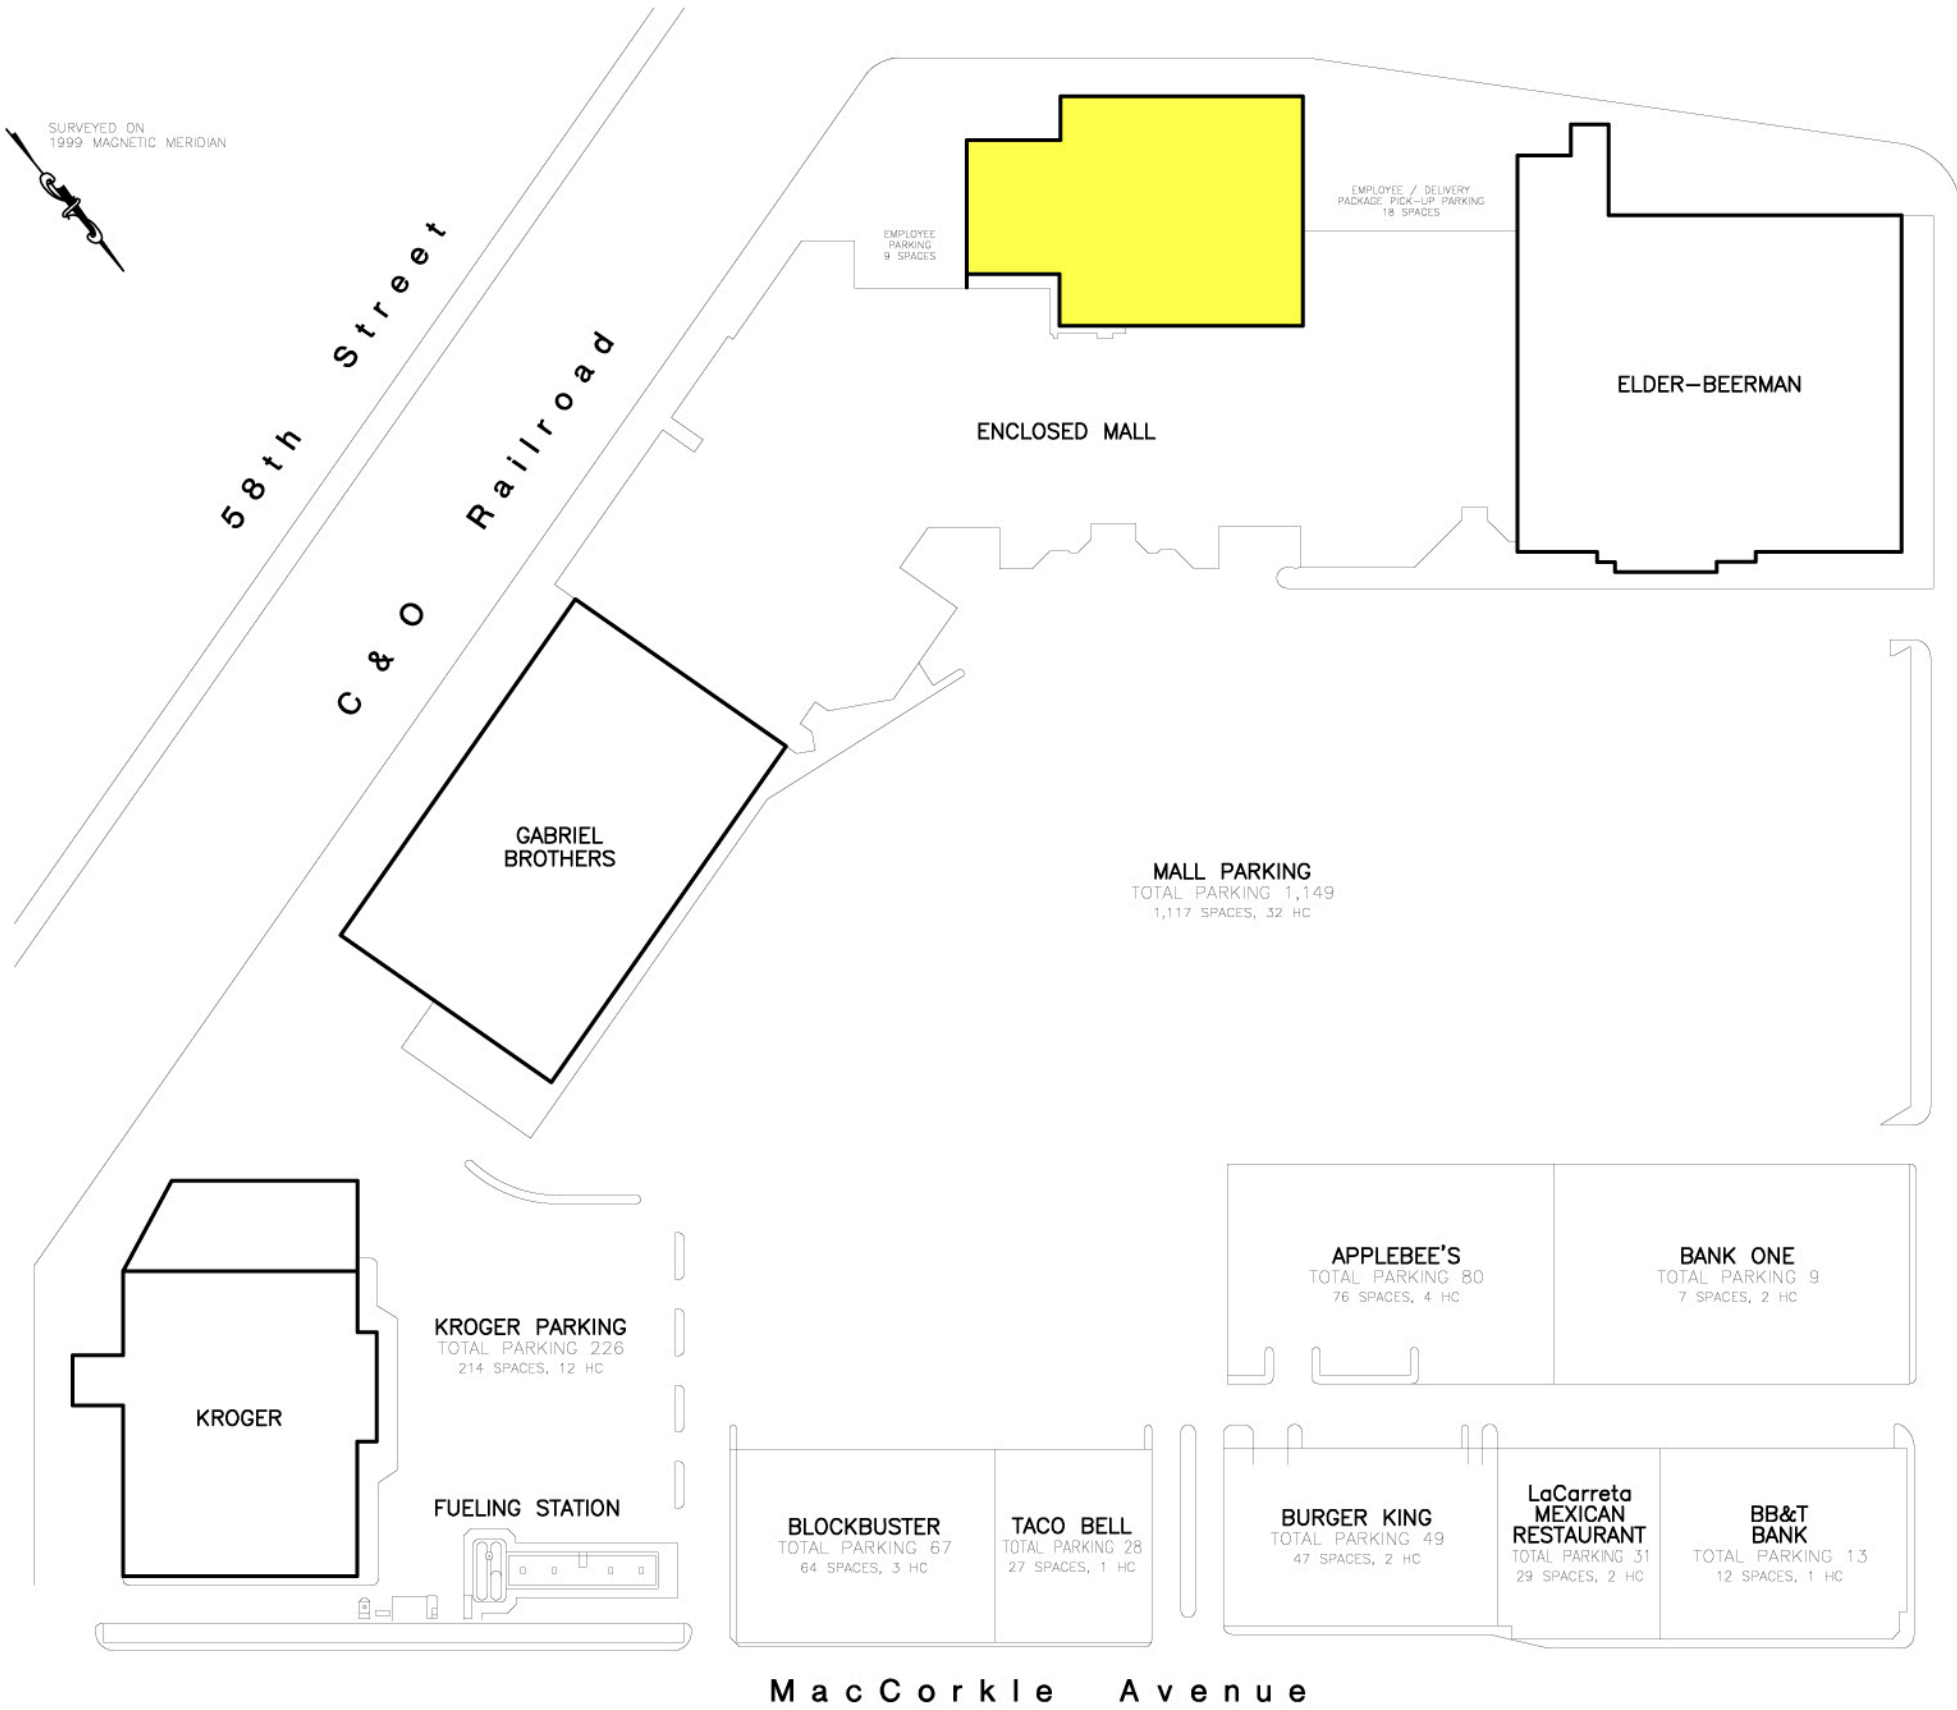 SURVEYED ON
1999 MAGNETIC MERIDIAN
58th Street
C & O Railroad
EMPLOYEE
PARKING
9 SPACES
EMPLOYEE / DELIVERY
PACKAGE PICK-UP PARKING
18 SPACES
ELDER-BEERMAN
ENCLOSED MALL
GABRIEL
BROTHERS
MALL PARKING
TOTAL PARKING 1,149
1,117 SPACES, 32 HC
APPLEBEE'S
TOTAL PARKING 80
76 SPACES, 4 HC
BANK ONE
TOTAL PARKING 9
7 SPACES, 2 HC
KROGER PARKING
TOTAL PARKING 226
214 SPACES, 12 HC
KROGER
FUELING STATION
BLOCKBUSTER
TOTAL PARKING 67
64 SPACES, 3 HC
TACO BELL
TOTAL PARKING 28
27 SPACES, 1 HC
BURGER KING
TOTAL PARKING 49
47 SPACES, 2 HC
LaCarreta
MEXICAN
RESTAURANT
TOTAL PARKING 31
29 SPACES, 2 HC
BB&T
BANK
TOTAL PARKING 13
12 SPACES, 1 HC
MacCorkle Avenue